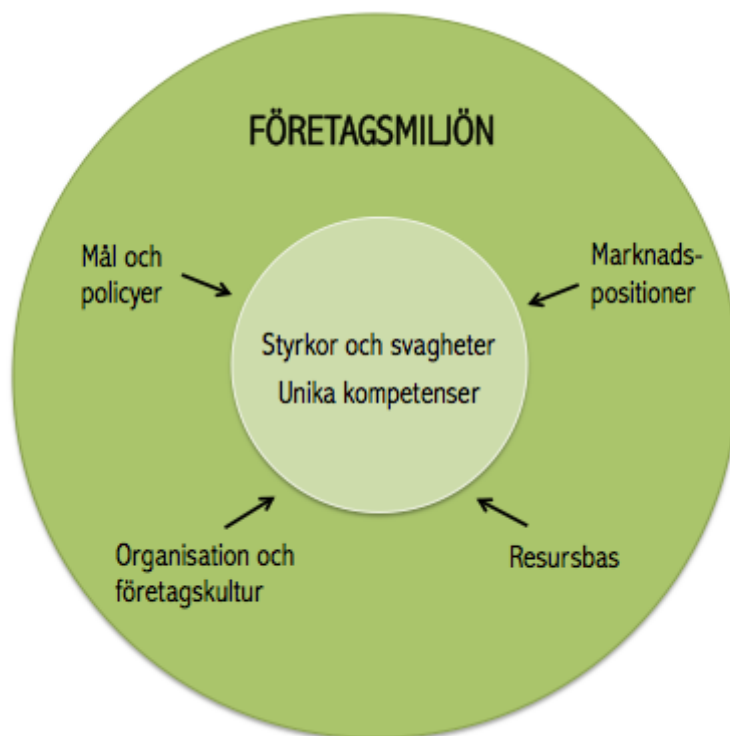 FÖRETAGSMILJÖN
Mål och
policyer
Marknads-
positioner
Styrkor och svagheter
Unika kompetenser
Organisation och
företagskultur
Resursbas